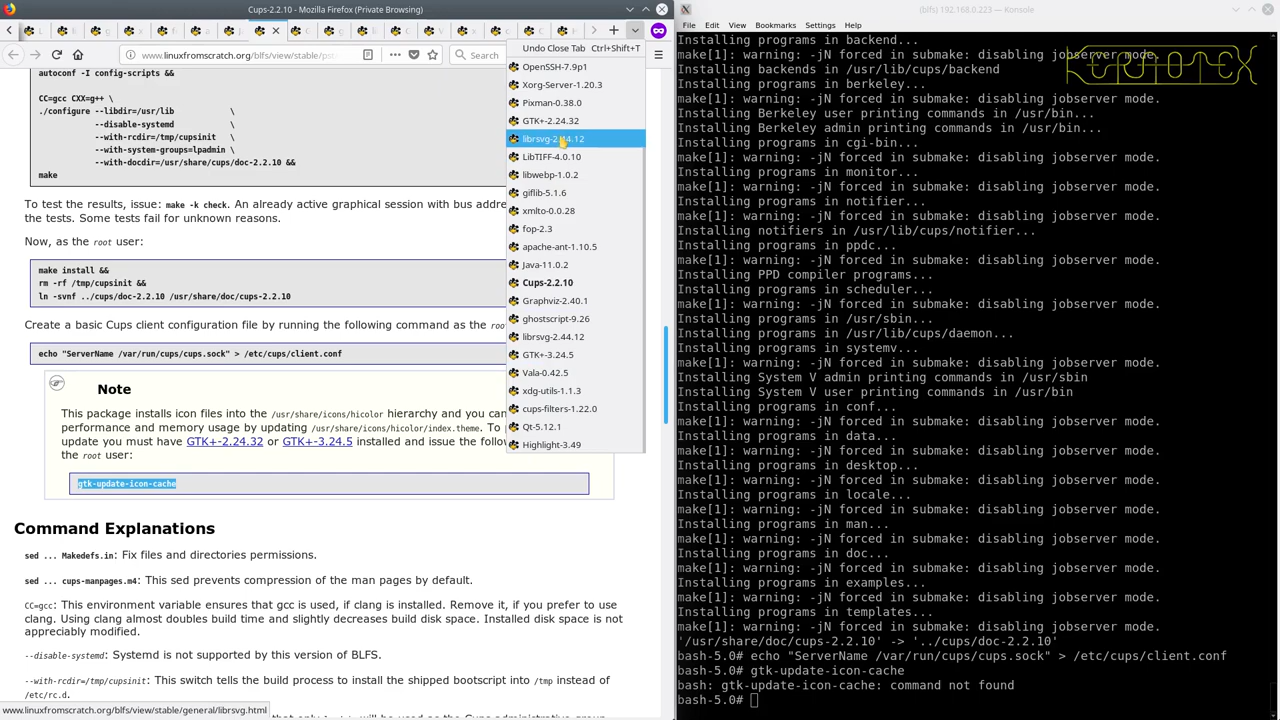 Cups-2.2.10 - Mozilla Firefox (Private Browsing)
www.linuxfromscratch.org/blfs/view/stable/pst
Search
autoconf -I config-scripts &&
CC=gcc CXX=g++ \
./configure --libdir=/usr/lib \
--disable-systemd \
--with-rcdir=/tmp/cupsinit \
--with-system-groups=lpadmin \
--with-docdir=/usr/share/cups/doc-2.2.10 &&
make
To test the results, issue: make -k check. An already active graphical session with bus addre
the tests. Some tests fail for unknown reasons.
Now, as the root user:
make install &&
rm -rf /tmp/cupsinit &&
ln -svnf ../cups/doc-2.2.10 /usr/share/doc/cups-2.2.10
Create a basic Cups client configuration file by running the following command as the roo
echo "ServerName /var/run/cups/cups.sock" > /etc/cups/client.conf
Note
This package installs icon files into the /usr/share/icons/hicolor hierarchy and you can
performance and memory usage by updating /usr/share/icons/hicolor/index.theme. To
update you must have GTK+-2.24.32 or GTK+-3.24.5 installed and issue the follow
the root user:
gtk-update-icon-cache
Command Explanations
sed ... Makedefs.in: Fix files and directories permissions.
sed ... cups-manpages.m4: This sed prevents compression of the man pages by default.
CC=gcc: This environment variable ensures that gcc is used, if clang is installed. Remove it, if you prefer to use
clang. Using clang almost doubles build time and slightly decreases build disk space. Installed disk space is not
appreciably modified.
--disable-systemd: Systemd is not supported by this version of BLFS.
--with-rcdir=/tmp/cupsinit: This switch tells the build process to install the shipped bootscript into /tmp instead of
/etc/rc.d.
www.linuxfromscratch.org/blfs/view/stable/general/librsvg.html
Undo Close Tab Ctrl+Shift+T
OpenSSH-7.9p1
Xorg-Server-1.20.3
Pixman-0.38.0
GTK+-2.24.32
librsvg-2.44.12
LibTIFF-4.0.10
libwebp-1.0.2
giflib-5.1.6
xmlto-0.0.28
fop-2.3
apache-ant-1.10.5
Java-11.0.2
Cups-2.2.10
Graphviz-2.40.1
ghostscript-9.26
librsvg-2.44.12
GTK+-3.24.5
Vala-0.42.5
xdg-utils-1.1.3
cups-filters-1.22.0
Qt-5.12.1
Highlight-3.49
(blfs) 192.168.0.223 — Konsole
File Edit View Bookmarks Settings Help
Installing programs in backend...
make[1]: warning: -jN forced in submake: disabling jobserver mode.
Installing backends in /usr/lib/cups/backend
Installing programs in berkeley...
make[1]: warning: -jN forced in submake: disabling jobserver mode.
Installing Berkeley user printing commands in /usr/bin...
Installing Berkeley admin printing commands in /usr/bin...
Installing programs in cgi-bin...
make[1]: warning: -jN forced in submake: disabling jobserver mode.
Installing programs in monitor...
make[1]: warning: -jN forced in submake: disabling jobserver mode.
Installing programs in notifier...
make[1]: warning: -jN forced in submake: disabling jobserver mode.
Installing notifiers in /usr/lib/cups/notifier...
Installing programs in ppdc...
make[1]: warning: -jN forced in submake: disabling jobserver mode.
Installing PPD compiler programs...
Installing programs in scheduler...
make[1]: warning: -jN forced in submake: disabling jobserver mode.
Installing programs in /usr/sbin...
Installing programs in /usr/lib/cups/daemon...
Installing programs in systemv...
make[1]: warning: -jN forced in submake: disabling jobserver mode.
Installing System V admin printing commands in /usr/sbin
Installing System V user printing commands in /usr/bin
Installing programs in conf...
make[1]: warning: -jN forced in submake: disabling jobserver mode.
Installing programs in data...
make[1]: warning: -jN forced in submake: disabling jobserver mode.
Installing programs in desktop...
make[1]: warning: -jN forced in submake: disabling jobserver mode.
Installing programs in locale...
make[1]: warning: -jN forced in submake: disabling jobserver mode.
Installing programs in man...
make[1]: warning: -jN forced in submake: disabling jobserver mode.
Installing programs in doc...
make[1]: warning: -jN forced in submake: disabling jobserver mode.
Installing programs in examples...
make[1]: warning: -jN forced in submake: disabling jobserver mode.
Installing programs in templates...
make[1]: warning: -jN forced in submake: disabling jobserver mode.
'/usr/share/doc/cups-2.2.10' -> '../cups/doc-2.2.10'
bash-5.0# echo "ServerName /var/run/cups/cups.sock" > /etc/cups/client.conf
bash-5.0# gtk-update-icon-cache
bash: gtk-update-icon-cache: command not found
bash-5.0#